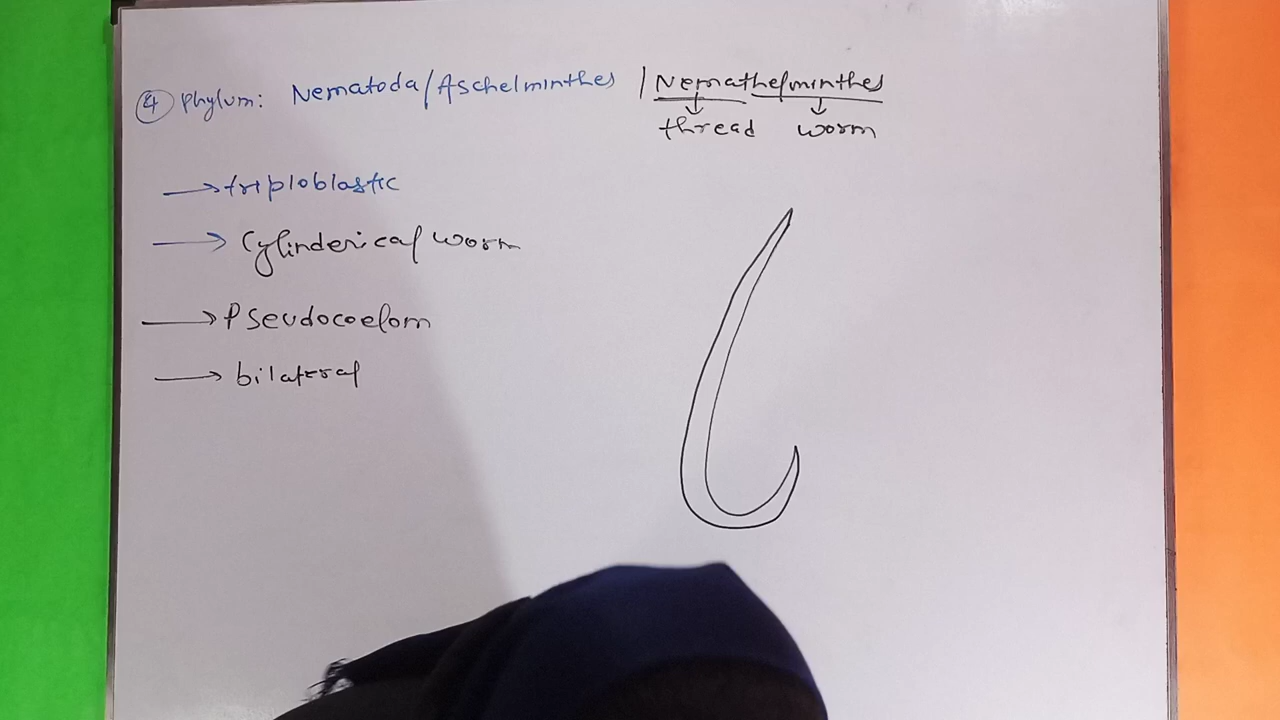 ④ Phylum: Nematoda/Aschelminthes / Nemathelminthes
thread worm
→ triploblastic
→ Cylinderical worm
→ Pseudocoelom
→ bilateral